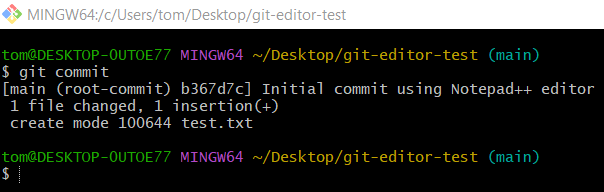 MINGW64:/c/Users/tom/Desktop/git-editor-test
tom@DESKTOP-OUTOE77 MINGW64 ~/Desktop/git-editor-test (main)
$ git commit
[main (root-commit) b367d7c] Initial commit using Notepad++ editor
 1 file changed, 1 insertion(+)
 create mode 100644 test.txt
tom@DESKTOP-OUTOE77 MINGW64 ~/Desktop/git-editor-test (main)
$